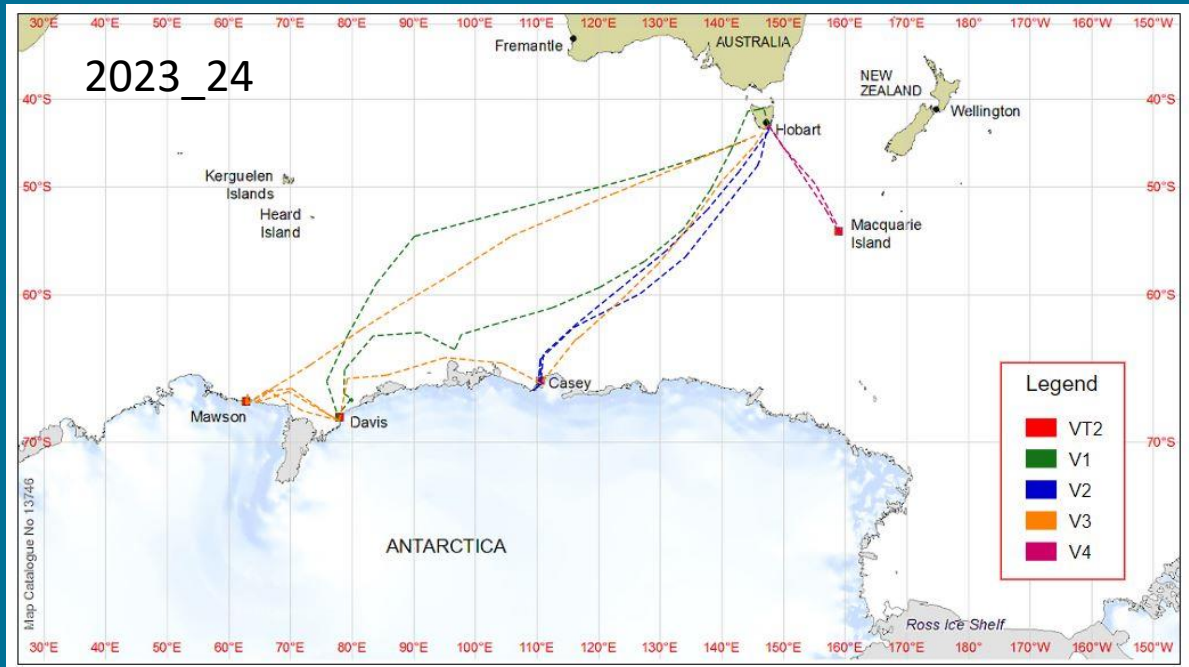 2023_24
30°E 40°E 50°E 60°E 70°E 80°E 90°E 100°E 110°E 120°E 130°E 140°E 150°E 160°E 170°E 180° 170°W 160°W 150°W
Fremantle
AUSTRALIA
NEW
ZEALAND
Wellington
40°S 40°S
Hobart
Kerguelen
Islands
50°S 50°S
Heard
Island
Macquarie
Island
60°S 60°S
Casey
Mawson
Davis
70°S 70°S
Legend
VT2
V1
V2
V3
V4
ANTARCTICA
Ross Ice Shelf
Map Catalogue No 13746
30°E 40°E 50°E 60°E 70°E 80°E 90°E 100°E 110°E 120°E 130°E 140°E 150°E 160°E 170°E 180° 170°W 160°W 150°W